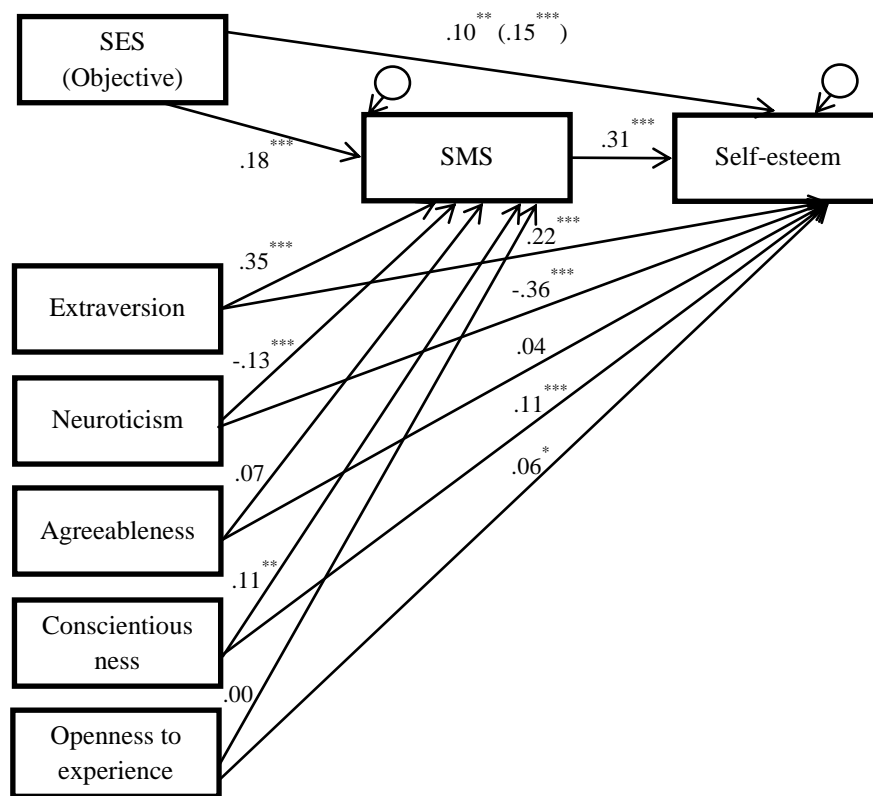 SES
(Objective)
.10** (.15***)
.18***
SMS
.31***
Self-esteem
.22***
.35***
Extraversion
-.36***
-.13***
.04
Neuroticism
.11***
.06*
.07
Agreeableness
.11**
Conscientious
ness
.00
Openness to
experience